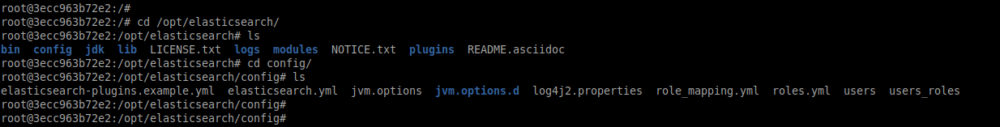 root@3ecc963b72e2:/#
root@3ecc963b72e2:/# cd /opt/elasticsearch/
root@3ecc963b72e2:/opt/elasticsearch# ls
bin  config  jdk  lib  LICENSE.txt  logs  modules  NOTICE.txt  plugins  README.asciidoc
root@3ecc963b72e2:/opt/elasticsearch# cd config/
root@3ecc963b72e2:/opt/elasticsearch/config# ls
elasticsearch-plugins.example.yml  elasticsearch.yml  jvm.options  jvm.options.d  log4j2.properties  role_mapping.yml  roles.yml  users  users_roles
root@3ecc963b72e2:/opt/elasticsearch/config#
root@3ecc963b72e2:/opt/elasticsearch/config#